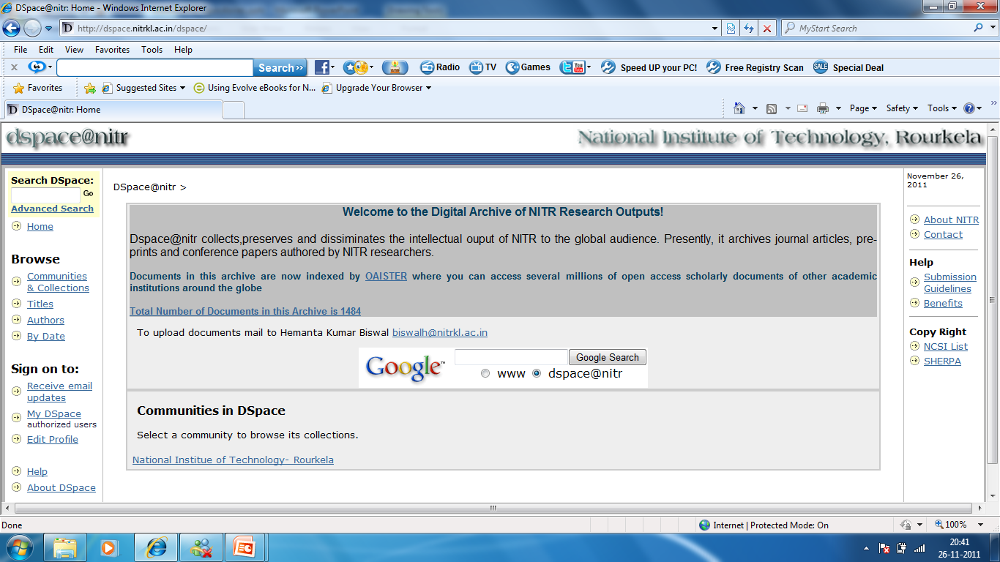 DSpace@nitr: Home - Windows Internet Explorer
http://dspace.nitrkl.ac.in/dspace/
MyStart Search
File Edit View Favorites Tools Help
Search>> Radio TV Games Speed UP your PC! Free Registry Scan SALE Special Deal
Favorites Suggested Sites Using Evolve eBooks for N... Upgrade Your Browser
DSpace@nitr: Home
Page Safety Tools
dspace@nitr
National Institute of Technology, Rourkela
Search DSpace:
Go
Advanced Search
Home
Browse
Communities
& Collections
Titles
Authors
By Date
Sign on to:
Receive email
updates
My DSpace
authorized users
Edit Profile
Help
About DSpace
DSpace@nitr >
Welcome to the Digital Archive of NITR Research Outputs!
Dspace@nitr collects,preserves and dissiminates the intellectual ouput of NITR to the global audience. Presently, it archives journal articles, pre-
prints and conference papers authored by NITR researchers.
Documents in this archive are now indexed by OAISTER where you can access several millions of open access scholarly documents of other academic
institutions around the globe
Total Number of Documents in this Archive is 1484
To upload documents mail to Hemanta Kumar Biswal biswalh@nitrkl.ac.in
Google™ Google Search
www dspace@nitr
Communities in DSpace
Select a community to browse its collections.
National Institue of Technology- Rourkela
November 26,
2011
About NITR
Contact
Help
Submission
Guidelines
Benefits
Copy Right
NCSI List
SHERPA
Done
Internet | Protected Mode: On
100%
20:41
26-11-2011